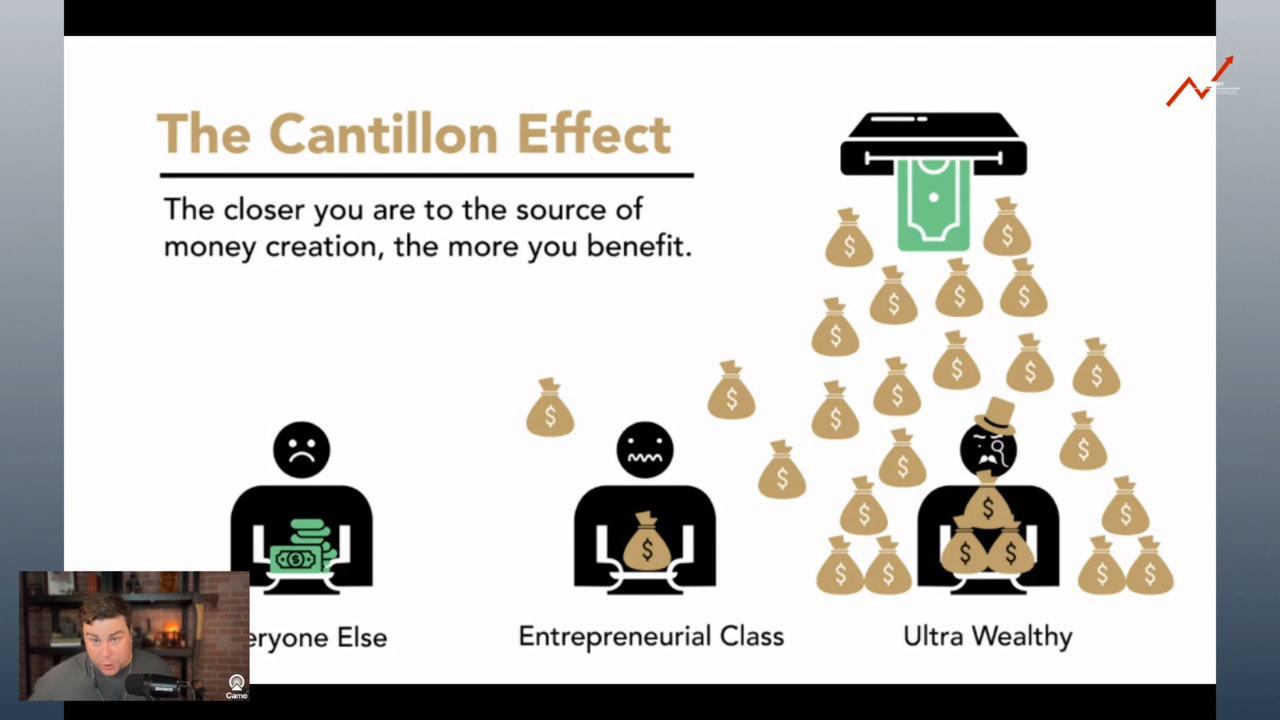 The Cantillon Effect
The closer you are to the source of
money creation, the more you benefit.
eryone Else
Entrepreneurial Class
Ultra Wealthy
Camo